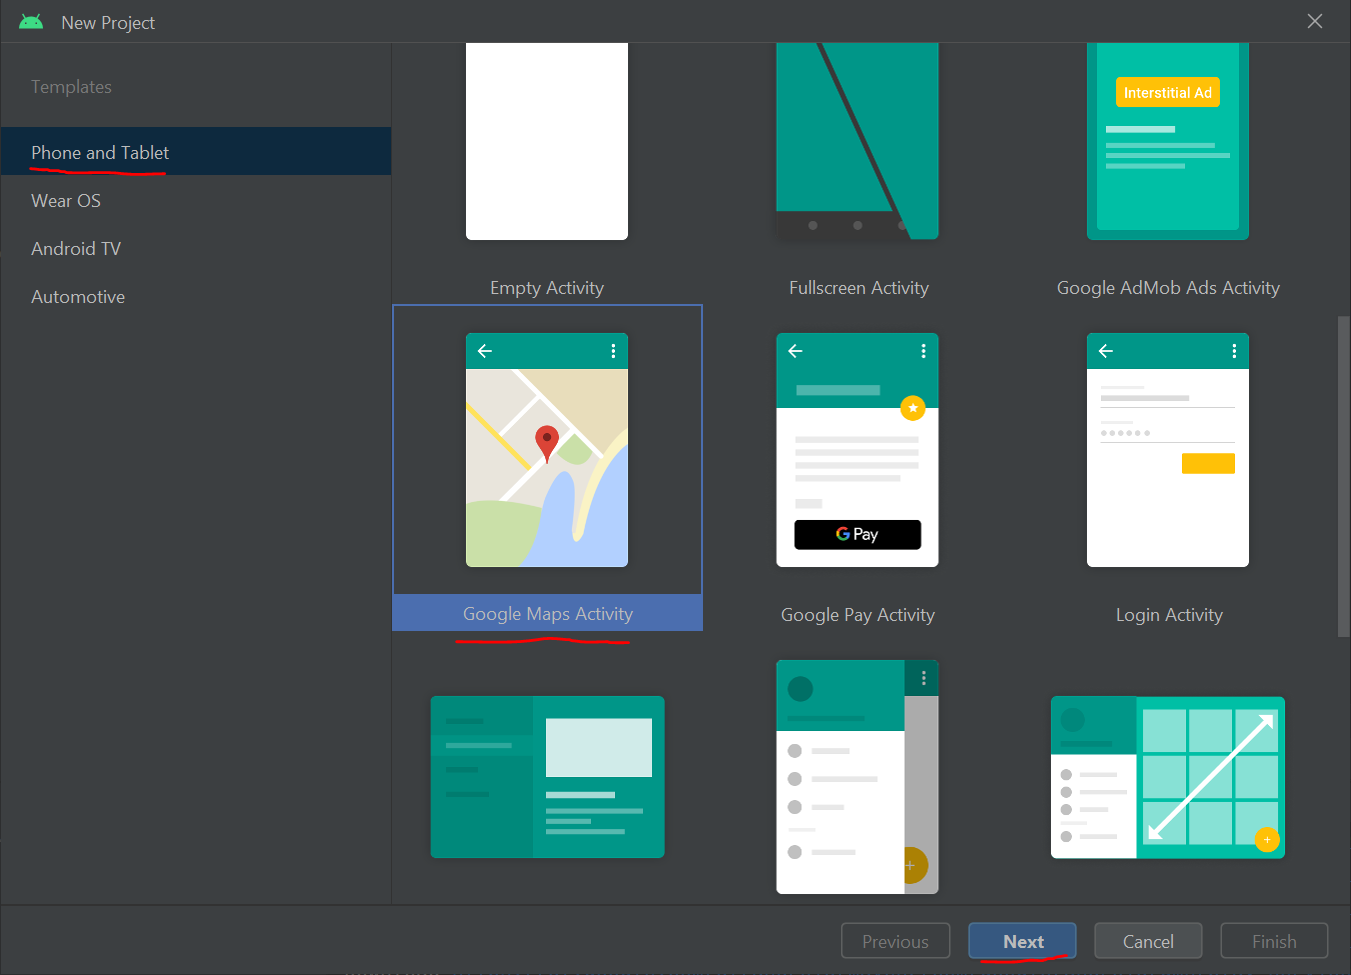 New Project
Templates
Phone and Tablet
Wear OS
Android TV
Automotive
Interstitial Ad
Empty Activity
Fullscreen Activity
Google AdMob Ads Activity
G Pay
Google Maps Activity
Google Pay Activity
Login Activity
Previous
Next
Cancel
Finish